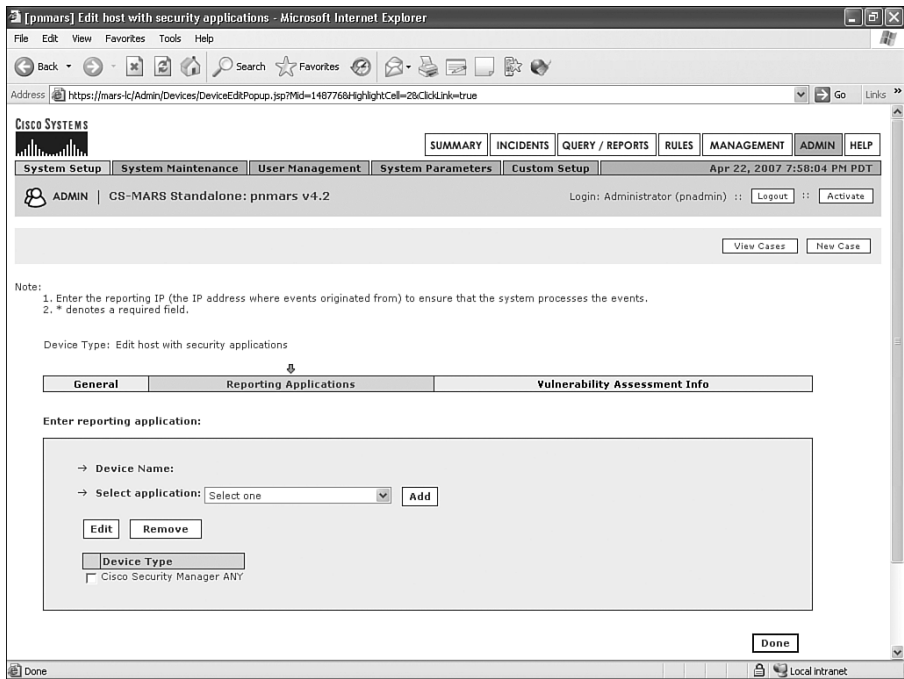 [pnmars] Edit host with security applications - Microsoft Internet Explorer
File Edit View Favorites Tools Help
Back Search Favorites
Address https://mars-lc/Admin/Devices/DeviceEditPopup.jsp?Mid=148776&HighlightCell=2&ClickLink=true Go Links »
CISCO SYSTEMS
SUMMARY INCIDENTS QUERY / REPORTS RULES MANAGEMENT ADMIN HELP
System Setup System Maintenance User Management System Parameters Custom Setup Apr 22, 2007 7:58:04 PM PDT
ADMIN | CS-MARS Standalone: pnmars v4.2 Login: Administrator (pnadmin) :: Logout :: Activate
View Cases New Case
Note:
1. Enter the reporting IP (the IP address where events originated from) to ensure that the system processes the events.
2. * denotes a required field.
Device Type: Edit host with security applications
General Reporting Applications Vulnerability Assessment Info
Enter reporting application:
→ Device Name:
→ Select application: Select one Add
Edit Remove
Device Type
Cisco Security Manager ANY
Done
Done Local intranet